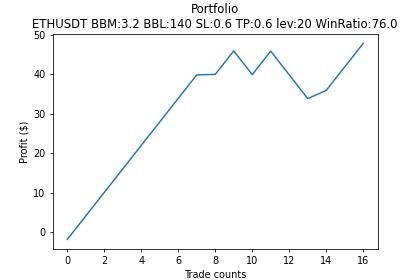 Portfolio
ETHUSDT BBM:3.2 BBL:140 SL:0.6 TP:0.6 lev:20 WinRatio:76.0
50
40
30
20
10
0
Profit ($)
0 2 4 6 8 10 12 14 16
Trade counts